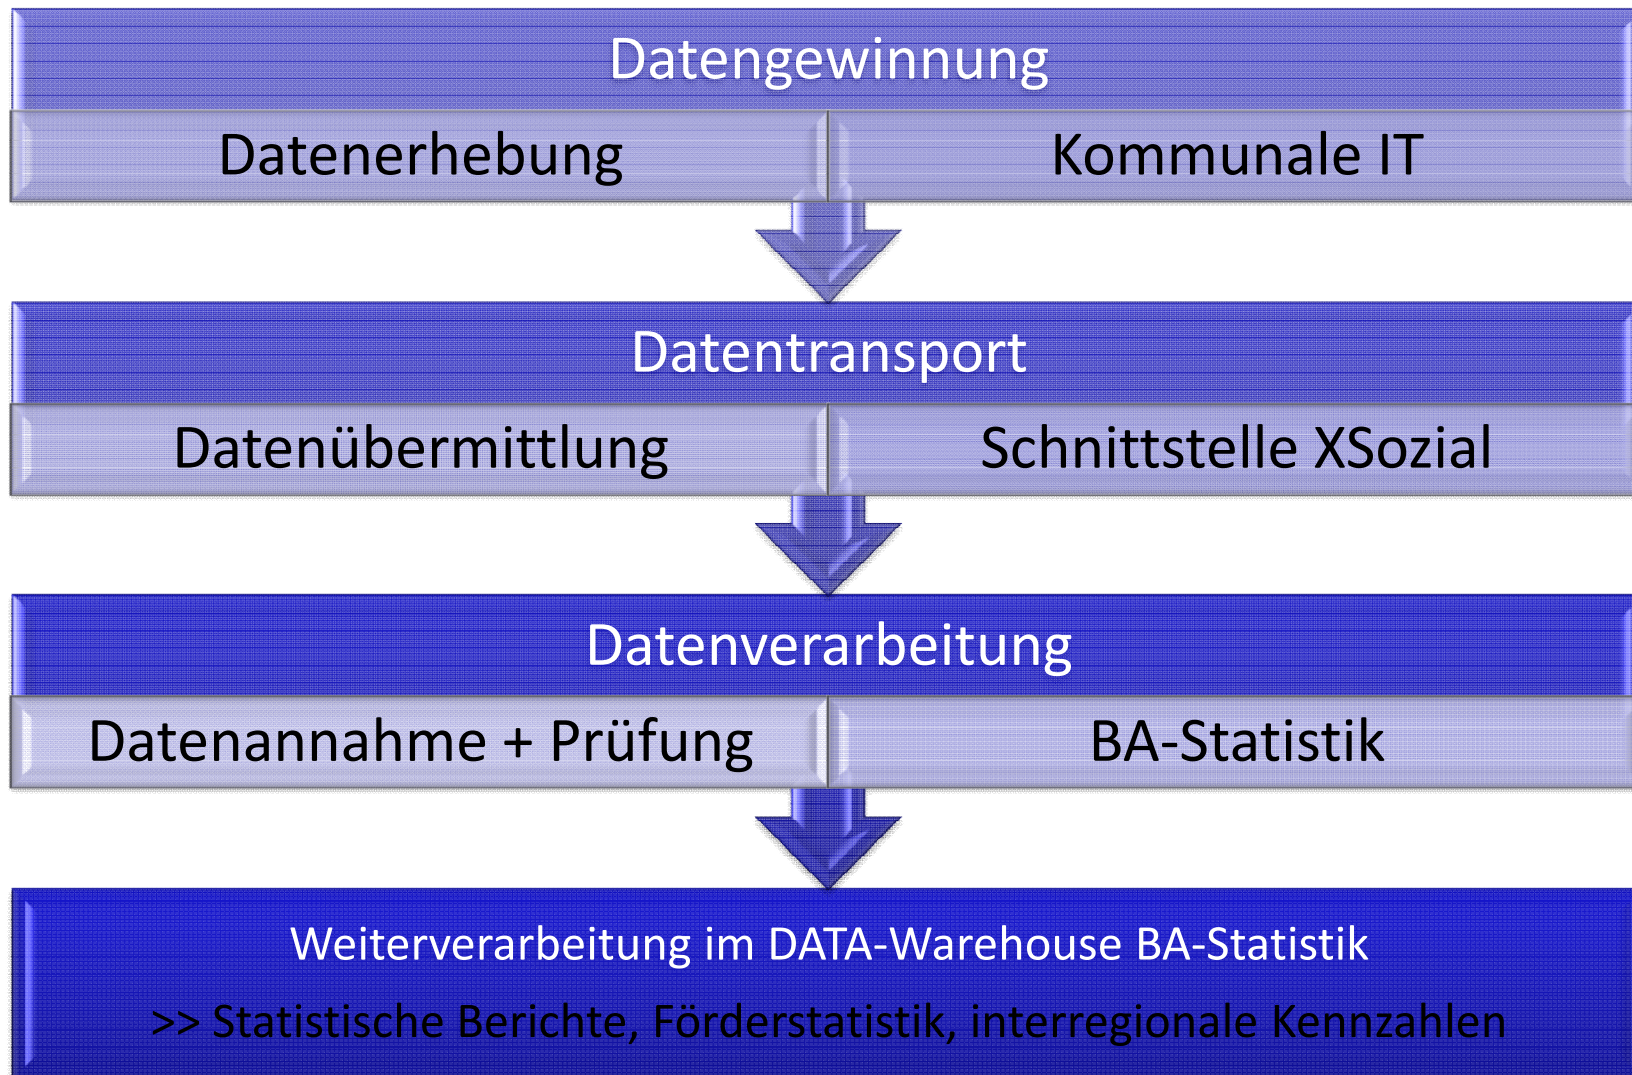 Datengewinnung
Datenerhebung
Kommunale IT
Datentransport
Datenübermittlung
Schnittstelle XSozial
Datenverarbeitung
Datenannahme + Prüfung
BA-Statistik
Weiterverarbeitung im DATA-Warehouse BA-Statistik
>> Statistische Berichte, Förderstatistik, interregionale Kennzahlen